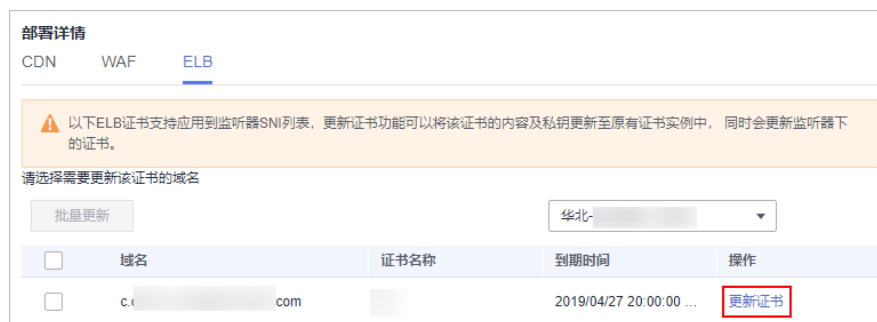 部署详情
CDN WAF ELB
以下ELB证书支持应用到监听器SNI列表，更新证书功能可以将该证书的内容及私钥更新至原有证书实例中， 同时会更新监听器下
的证书。
请选择需要更新该证书的域名
批量更新 华北-
域名 证书名称 到期时间 操作
c. com 2019/04/27 20:00:00 ... 更新证书